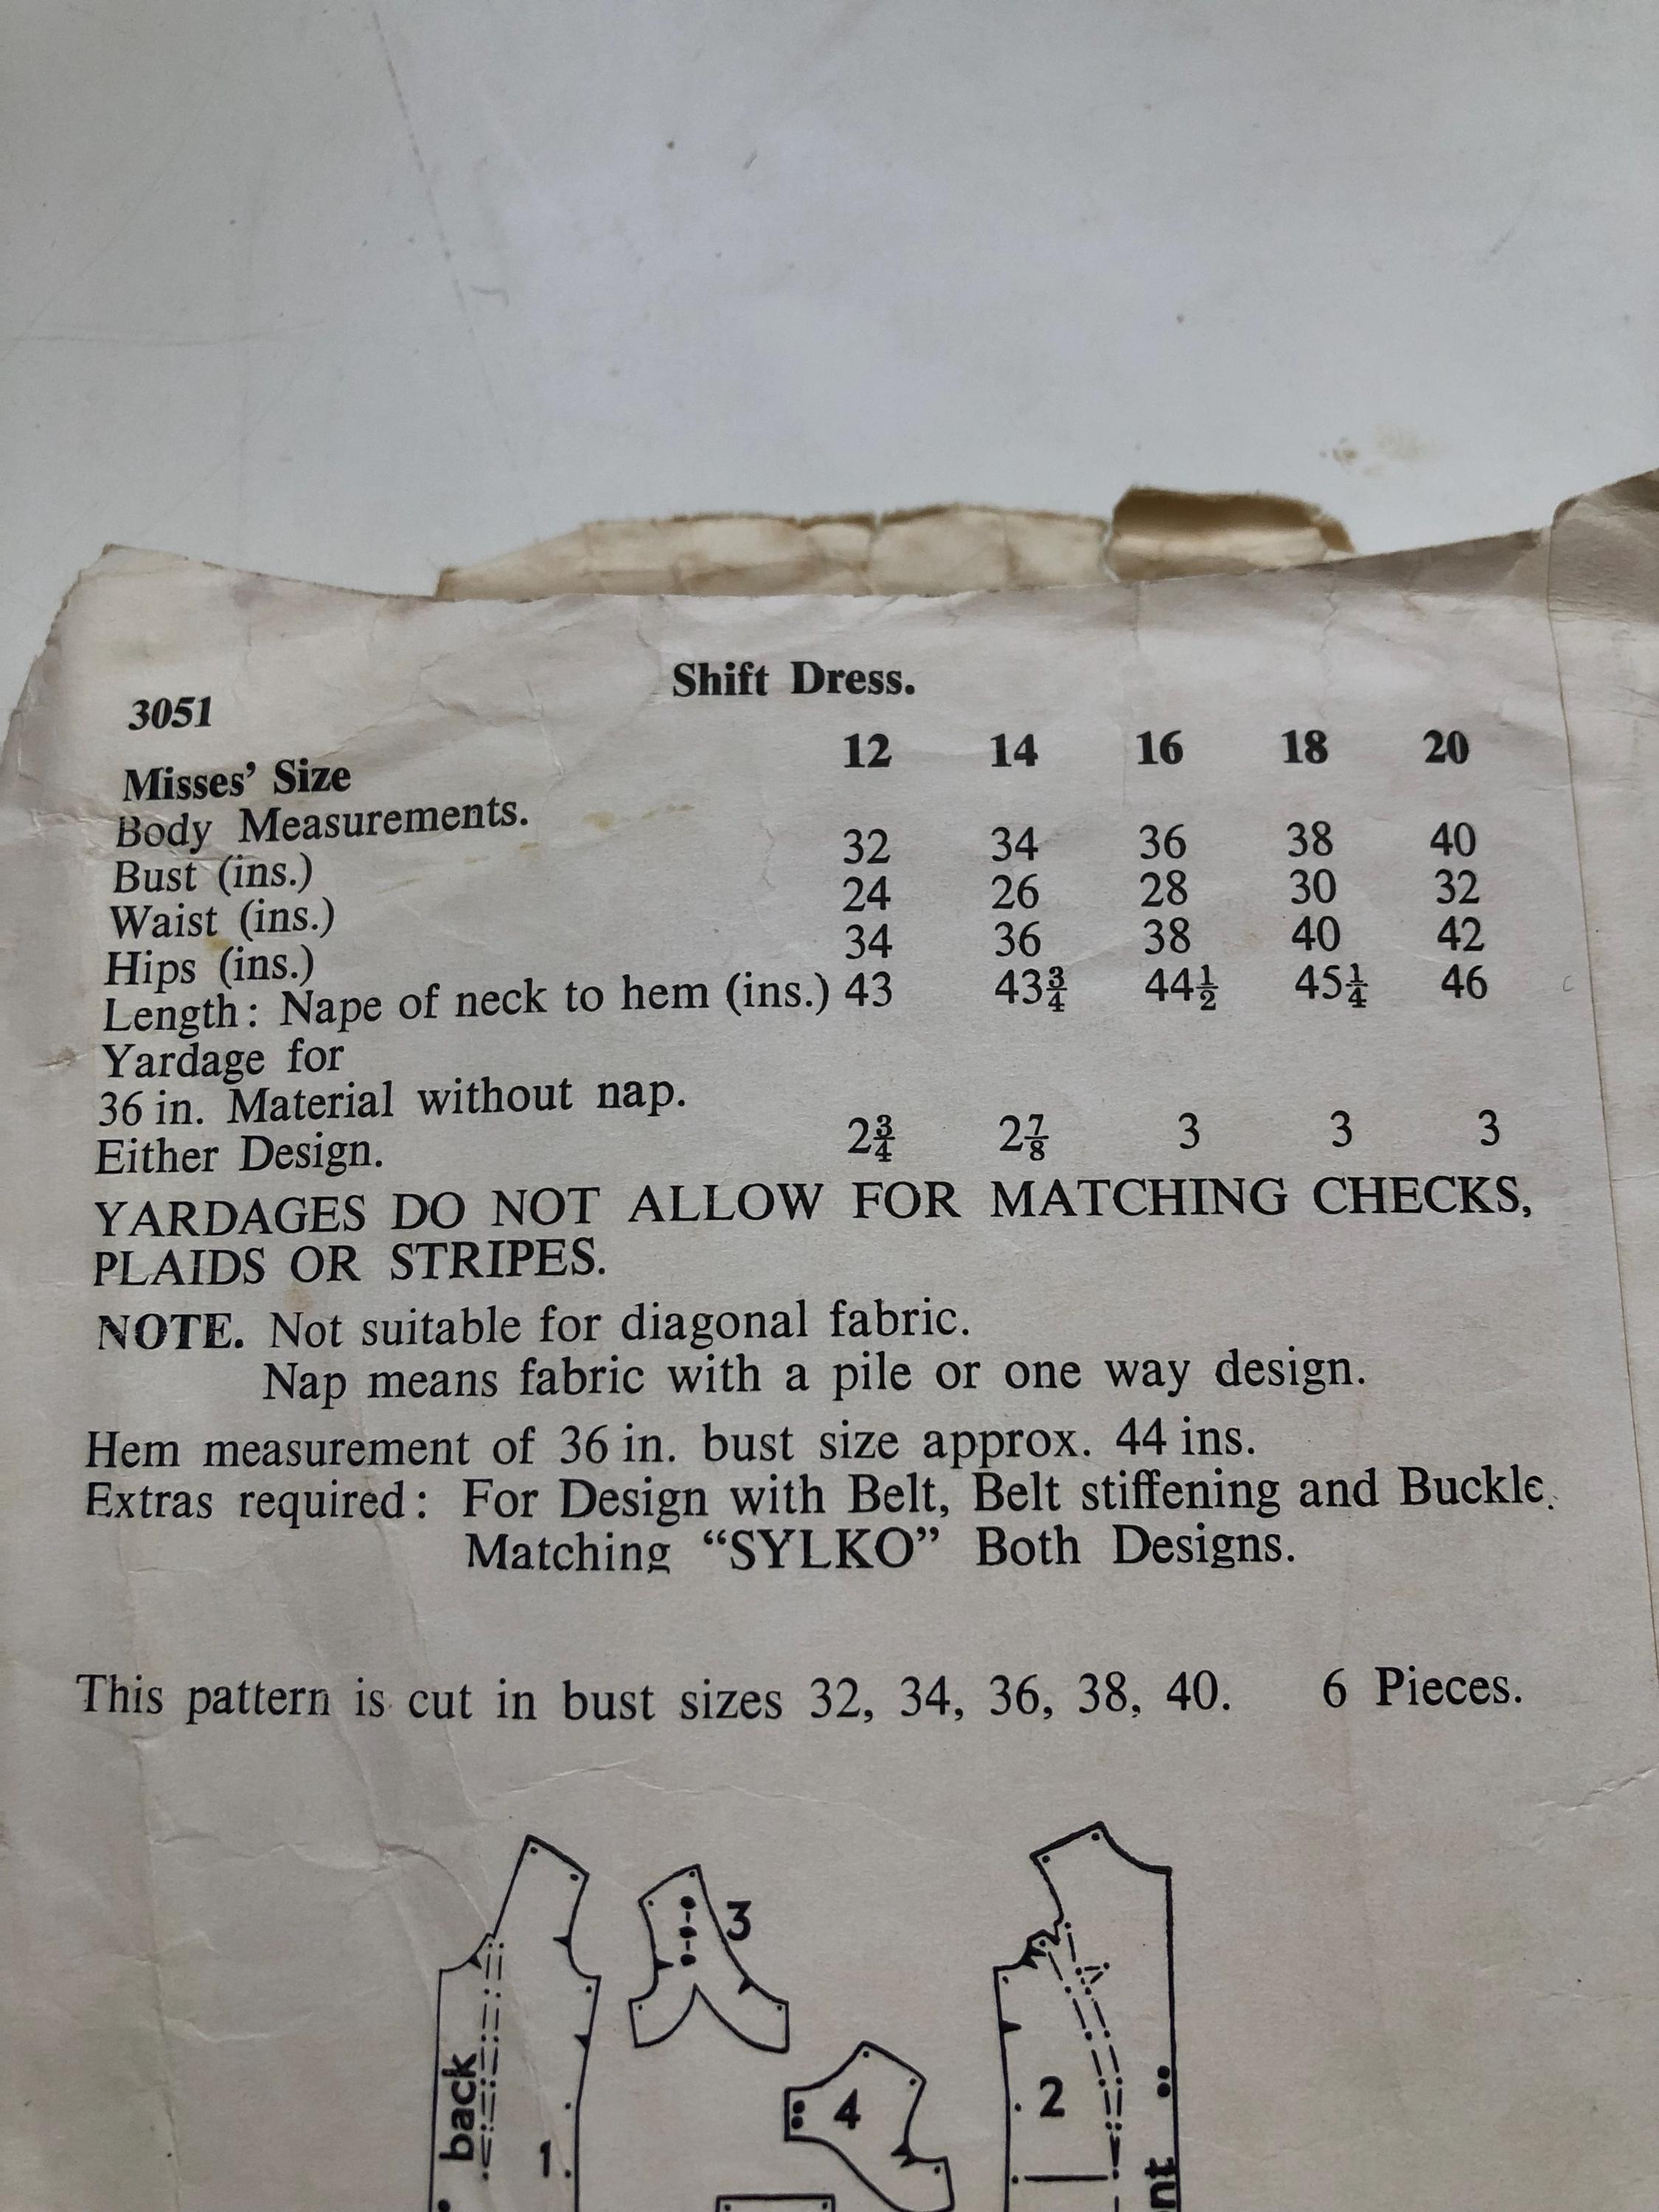 Shift Dress.
3051
Misses' Size 12 14 16 18 20
Body Measurements.
Bust (ins.) 32 34 36 38 40
Waist (ins.) 24 26 28 30 32
Hips (ins.) 34 36 38 40 42
Length: Nape of neck to hem (ins.) 43 43¾ 44½ 45¼ 46
Yardage for
36 in. Material without nap.
Either Design. 2¾ 2⅞ 3 3 3
YARDAGES DO NOT ALLOW FOR MATCHING CHECKS,
PLAIDS OR STRIPES.
NOTE. Not suitable for diagonal fabric.
Nap means fabric with a pile or one way design.
Hem measurement of 36 in. bust size approx. 44 ins.
Extras required: For Design with Belt, Belt stiffening and Buckle.
Matching “SYLKO” Both Designs.
This pattern is cut in bust sizes 32, 34, 36, 38, 40. 6 Pieces.
3
back
1
4
2